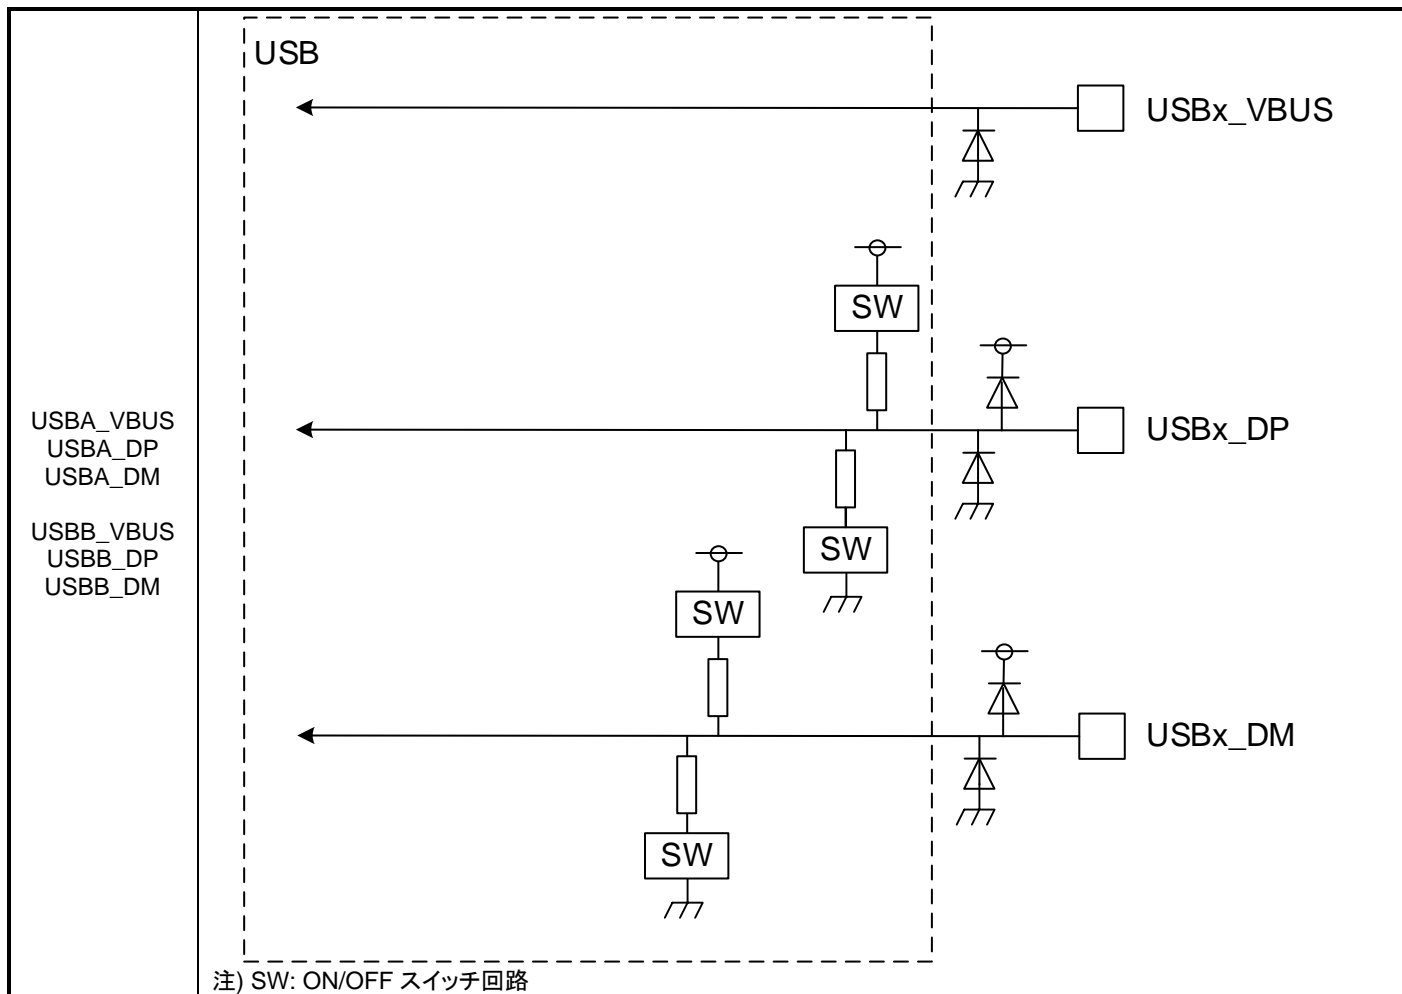 USBA_VBUS
USBA_DP
USBA_DM
USBB_VBUS
USBB_DP
USBB_DM
USB
USBx_VBUS
SW
USBx_DP
SW
SW
USBx_DM
SW
注) SW: ON/OFF スイッチ回路